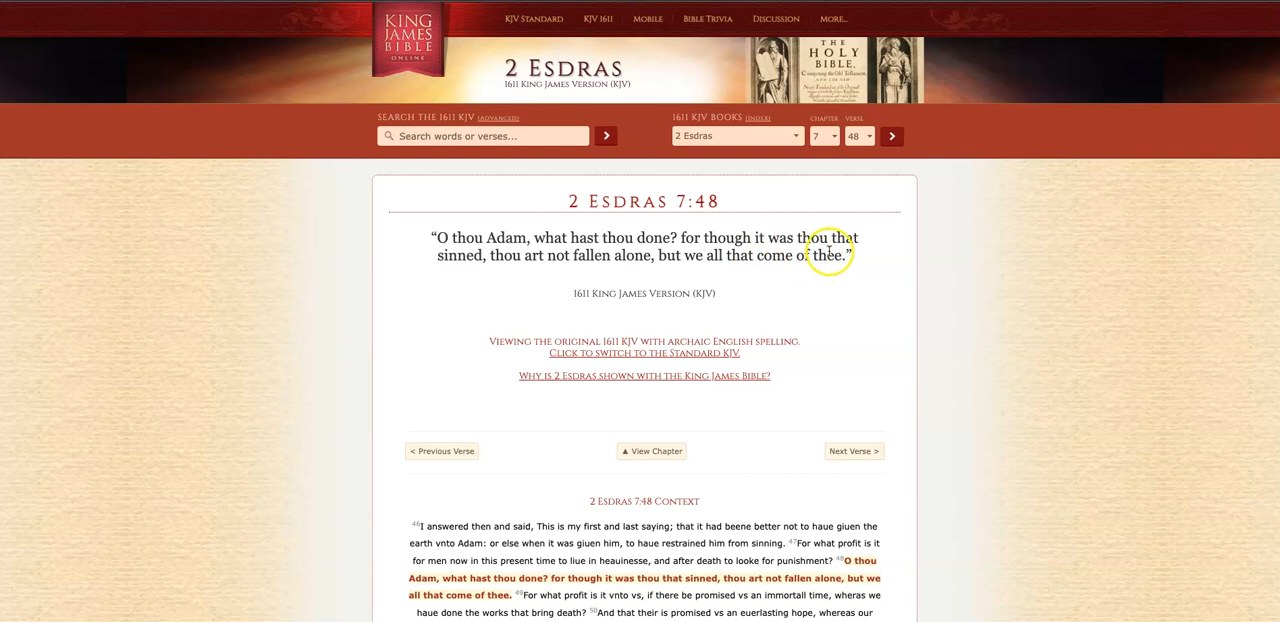 KING
JAMES
BIBLE
ONLINE
KJV STANDARD KJV 1611 MOBILE BIBLE TRIVIA DISCUSSION MORE...
2 ESDRAS
1611 KING JAMES VERSION (KJV)
THE
HOLY
BIBLE,
SEARCH THE 1611 KJV (ADVANCED)
Search words or verses...
1611 KJV BOOKS (INDEX) CHAPTER VERSE
2 Esdras 7 48
2 ESDRAS 7:48
“O thou Adam, what hast thou done? for though it was thou that
sinned, thou art not fallen alone, but we all that come of thee.”
1611 KING JAMES VERSION (KJV)
VIEWING THE ORIGINAL 1611 KJV WITH ARCHAIC ENGLISH SPELLING.
CLICK TO SWITCH TO THE STANDARD KJV.
WHY IS 2 ESDRAS SHOWN WITH THE KING JAMES BIBLE?
< Previous Verse ▲ View Chapter Next Verse >
2 ESDRAS 7:48 CONTEXT
46I answered then and said, This is my first and last saying; that it had beene better not to haue giuen the
earth vnto Adam: or else when it was giuen him, to haue restrained him from sinning. 47For what profit is it
for men now in this present time to liue in heauinesse, and after death to looke for punishment? 48O thou
Adam, what hast thou done? for though it was thou that sinned, thou art not fallen alone, but we
all that come of thee. 49For what profit is it vnto vs, if there be promised vs an immortall time, wheras we
haue done the works that bring death? 50And that their is promised vs an euerlasting hope, whereas our